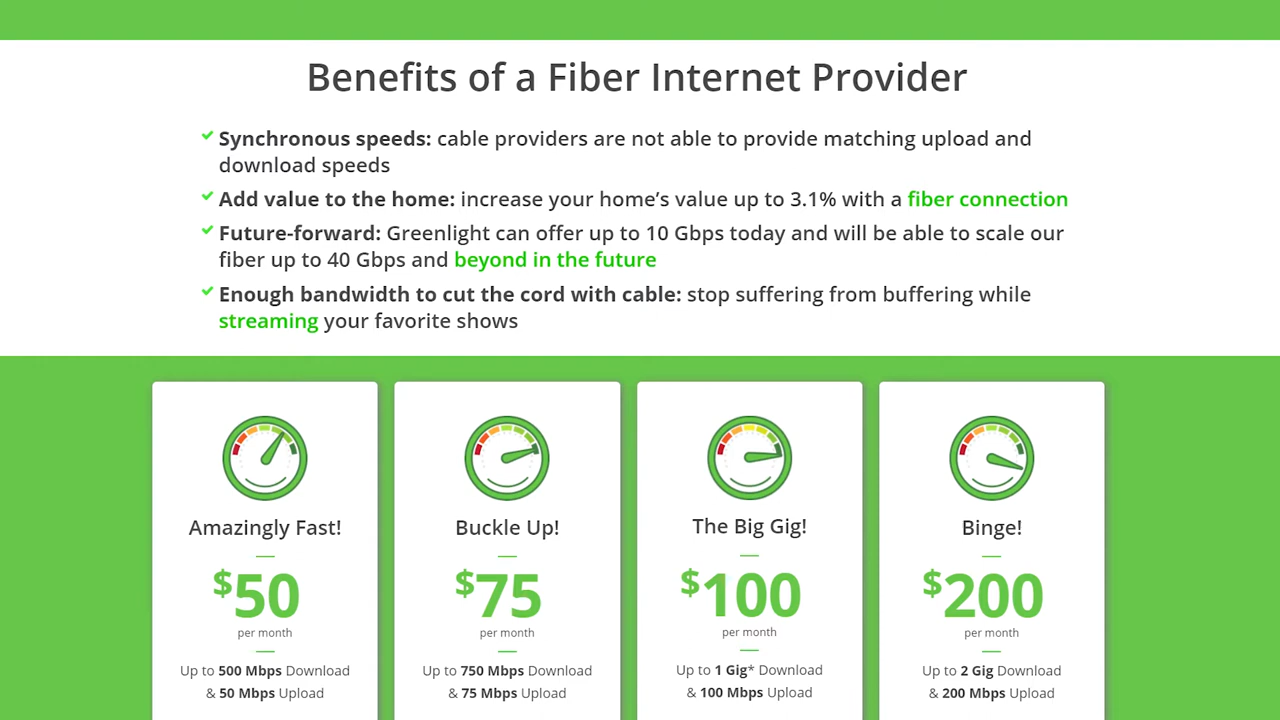 Benefits of a Fiber Internet Provider
Synchronous speeds: cable providers are not able to provide matching upload and
download speeds
Add value to the home: increase your home’s value up to 3.1% with a fiber connection
Future-forward: Greenlight can offer up to 10 Gbps today and will be able to scale our
fiber up to 40 Gbps and beyond in the future
Enough bandwidth to cut the cord with cable: stop suffering from buffering while
streaming your favorite shows
Amazingly Fast!
$50
per month
Up to 500 Mbps Download
& 50 Mbps Upload
Buckle Up!
$75
per month
Up to 750 Mbps Download
& 75 Mbps Upload
The Big Gig!
$100
per month
Up to 1 Gig* Download
& 100 Mbps Upload
Binge!
$200
per month
Up to 2 Gig Download
& 200 Mbps Upload